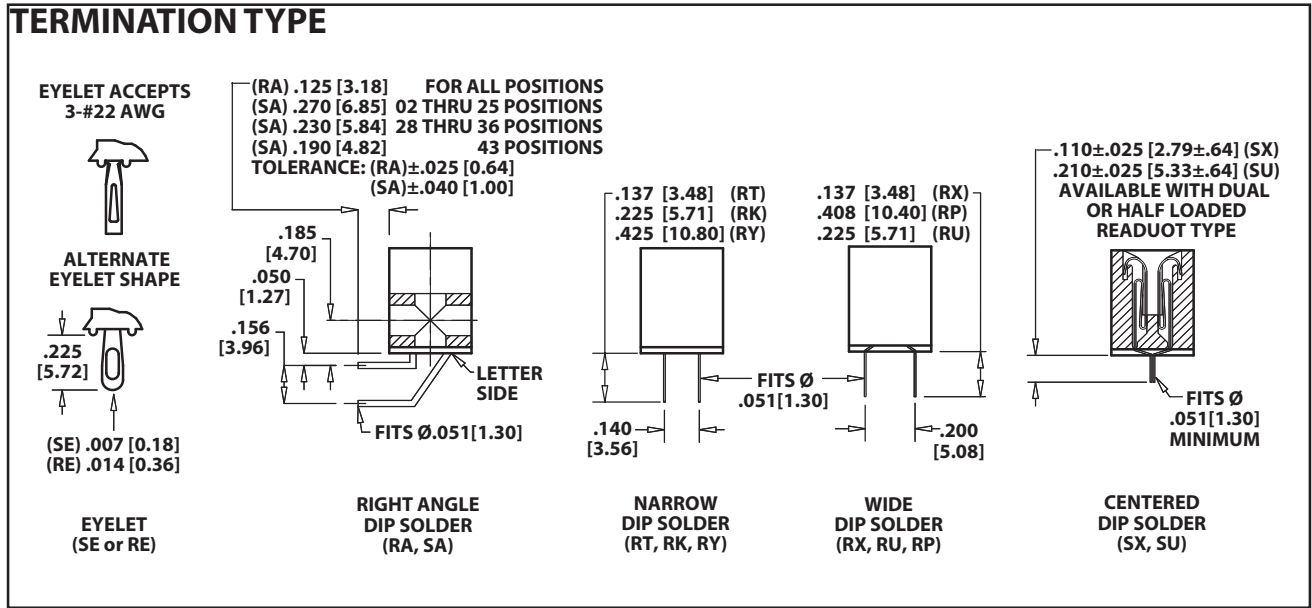 TERMINATION TYPE
EYELET ACCEPTS
3-#22 AWG
ALTERNATE
EYELET SHAPE
.225
[5.72]
(SE) .007 [0.18]
(RE) .014 [0.36]
EYELET
(SE or RE)
(RA) .125 [3.18] FOR ALL POSITIONS
(SA) .270 [6.85] 02 THRU 25 POSITIONS
(SA) .230 [5.84] 28 THRU 36 POSITIONS
(SA) .190 [4.82] 43 POSITIONS
TOLERANCE: (RA)±.025 [0.64]
(SA)±.040 [1.00]
.185
[4.70]
.050
[1.27]
.156
[3.96]
LETTER
SIDE
FITS Ø.051[1.30]
RIGHT ANGLE
DIP SOLDER
(RA, SA)
.137 [3.48] (RT)
.225 [5.71] (RK)
.425 [10.80] (RY)
FITS Ø
.051[1.30]
.140
[3.56]
NARROW
DIP SOLDER
(RT, RK, RY)
.137 [3.48] (RX)
.408 [10.40] (RP)
.225 [5.71] (RU)
.200
[5.08]
WIDE
DIP SOLDER
(RX, RU, RP)
.110±.025 [2.79±.64] (SX)
.210±.025 [5.33±.64] (SU)
AVAILABLE WITH DUAL
OR HALF LOADED
READUOT TYPE
FITS Ø
.051[1.30]
MINIMUM
CENTERED
DIP SOLDER
(SX, SU)